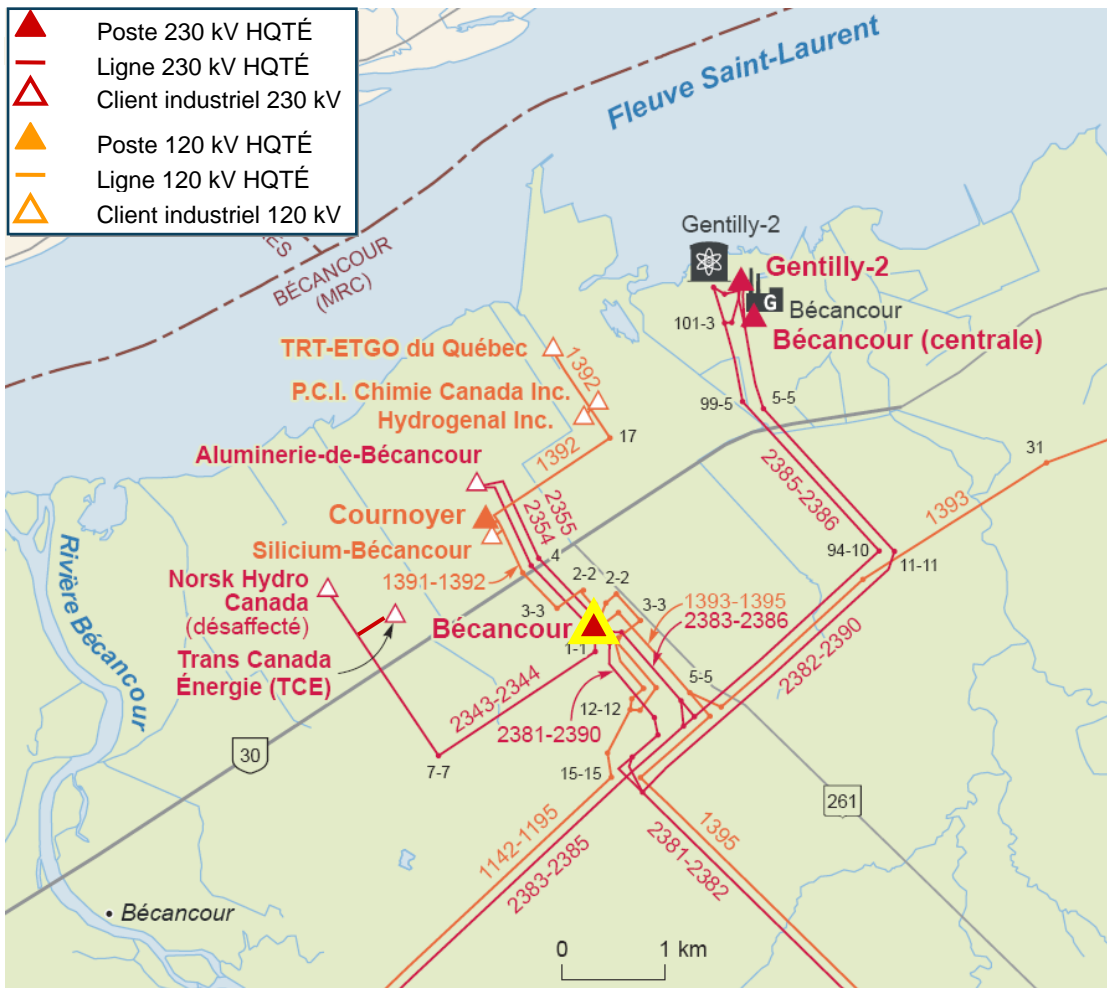 Poste 230 kV HQTÉ
Ligne 230 kV HQTÉ
Client industriel 230 kV
Poste 120 kV HQTÉ
Ligne 120 kV HQTÉ
Client industriel 120 kV
Fleuve Saint-Laurent
BÉCANCOUR
(MRC)
Gentilly-2
Gentilly-2
G
Bécancour
Bécancour (centrale)
101-3
99-5
5-5
TRT-ETGO du Québec
1392
P.C.I. Chimie Canada Inc.
Hydrogenal Inc.
17
1392
Aluminerie-de-Bécancour
31
2385-2386
1393
2355
2354
Cournoyer
Silicium-Bécancour
4
94-10
11-11
1391-1392
2-2
2-2
Norsk Hydro
Canada
(désaffecté)
3-3
3-3
1393-1395
2383-2386
Bécancour
1-1
Rivière Bécancour
Trans Canada
Énergie (TCE)
2382-2390
5-5
2343-2344
12-12
2381-2390
30
7-7
15-15
261
1142-1195
2383-2385
1395
2381-2382
Bécancour
0
1 km